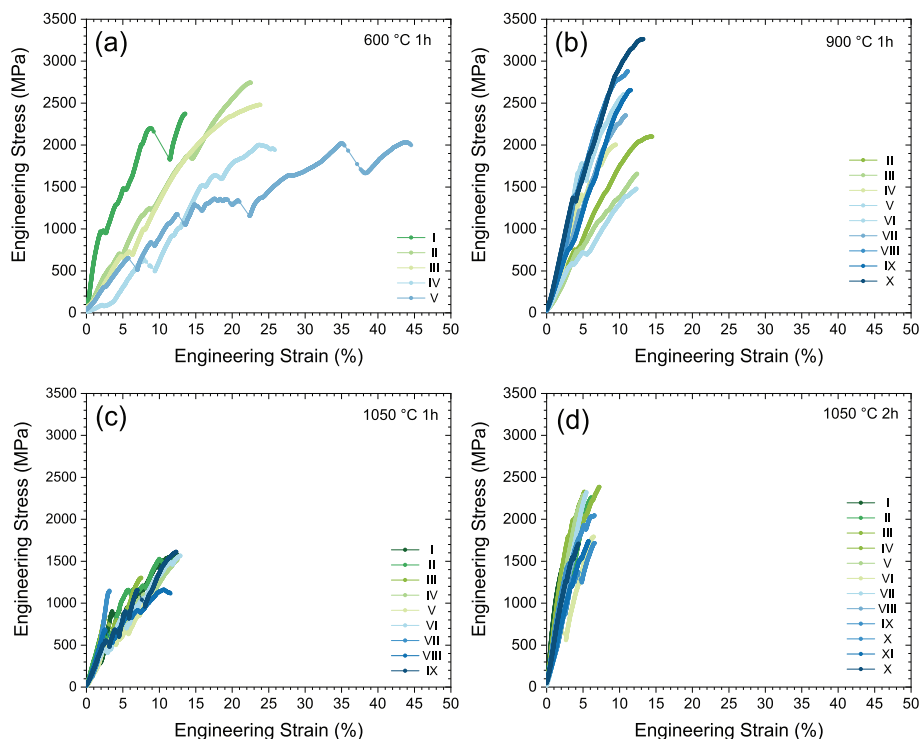 (a)
600 °C 1h
Engineering Stress (MPa)
3500
3000
2500
2000
1500
1000
500
0
0 5 10 15 20 25 30 35 40 45 50
Engineering Strain (%)
I
II
III
IV
V
(b)
900 °C 1h
Engineering Stress (MPa)
3500
3000
2500
2000
1500
1000
500
0
0 5 10 15 20 25 30 35 40 45 50
Engineering Strain (%)
II
III
IV
V
VI
VII
VIII
IX
X
(c)
1050 °C 1h
Engineering Stress (MPa)
3500
3000
2500
2000
1500
1000
500
0
0 5 10 15 20 25 30 35 40 45 50
Engineering Strain (%)
I
II
III
IV
V
VI
VII
VIII
IX
(d)
1050 °C 2h
Engineering Stress (MPa)
3500
3000
2500
2000
1500
1000
500
0
0 5 10 15 20 25 30 35 40 45 50
Engineering Strain (%)
I
II
III
IV
V
VI
VII
VIII
IX
X
XI
X